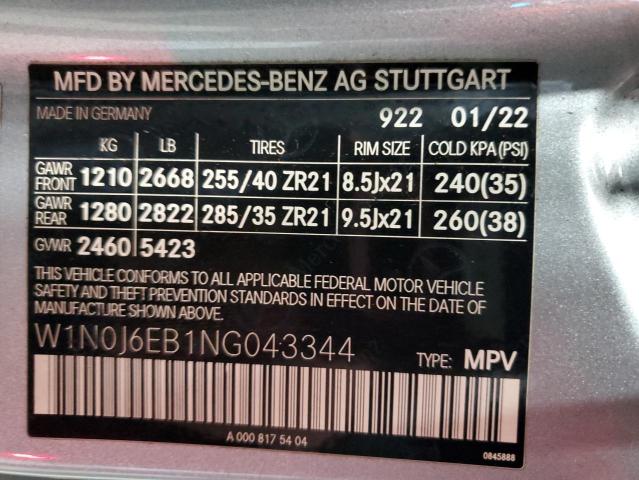 MFD BY MERCEDES-BENZ AG STUTTGART
MADE IN GERMANY 922 01/22
KG LB TIRES RIM SIZE COLD KPA(PSI)
GAWR FRONT 1210 2668 255/40 ZR21 8.5Jx21 240(35)
GAWR REAR 1280 2822 285/35 ZR21 9.5Jx21 260(38)
GVWR 2460 5423
THIS VEHICLE CONFORMS TO ALL APPLICABLE FEDERAL MOTOR VEHICLE
SAFETY AND THEFT PREVENTION STANDARDS IN EFFECT ON THE DATE OF
MANUFACTURE SHOWN ABOVE.
W1N0J6EB1NG043344 TYPE: MPV
A 000 817 54 04
0845888